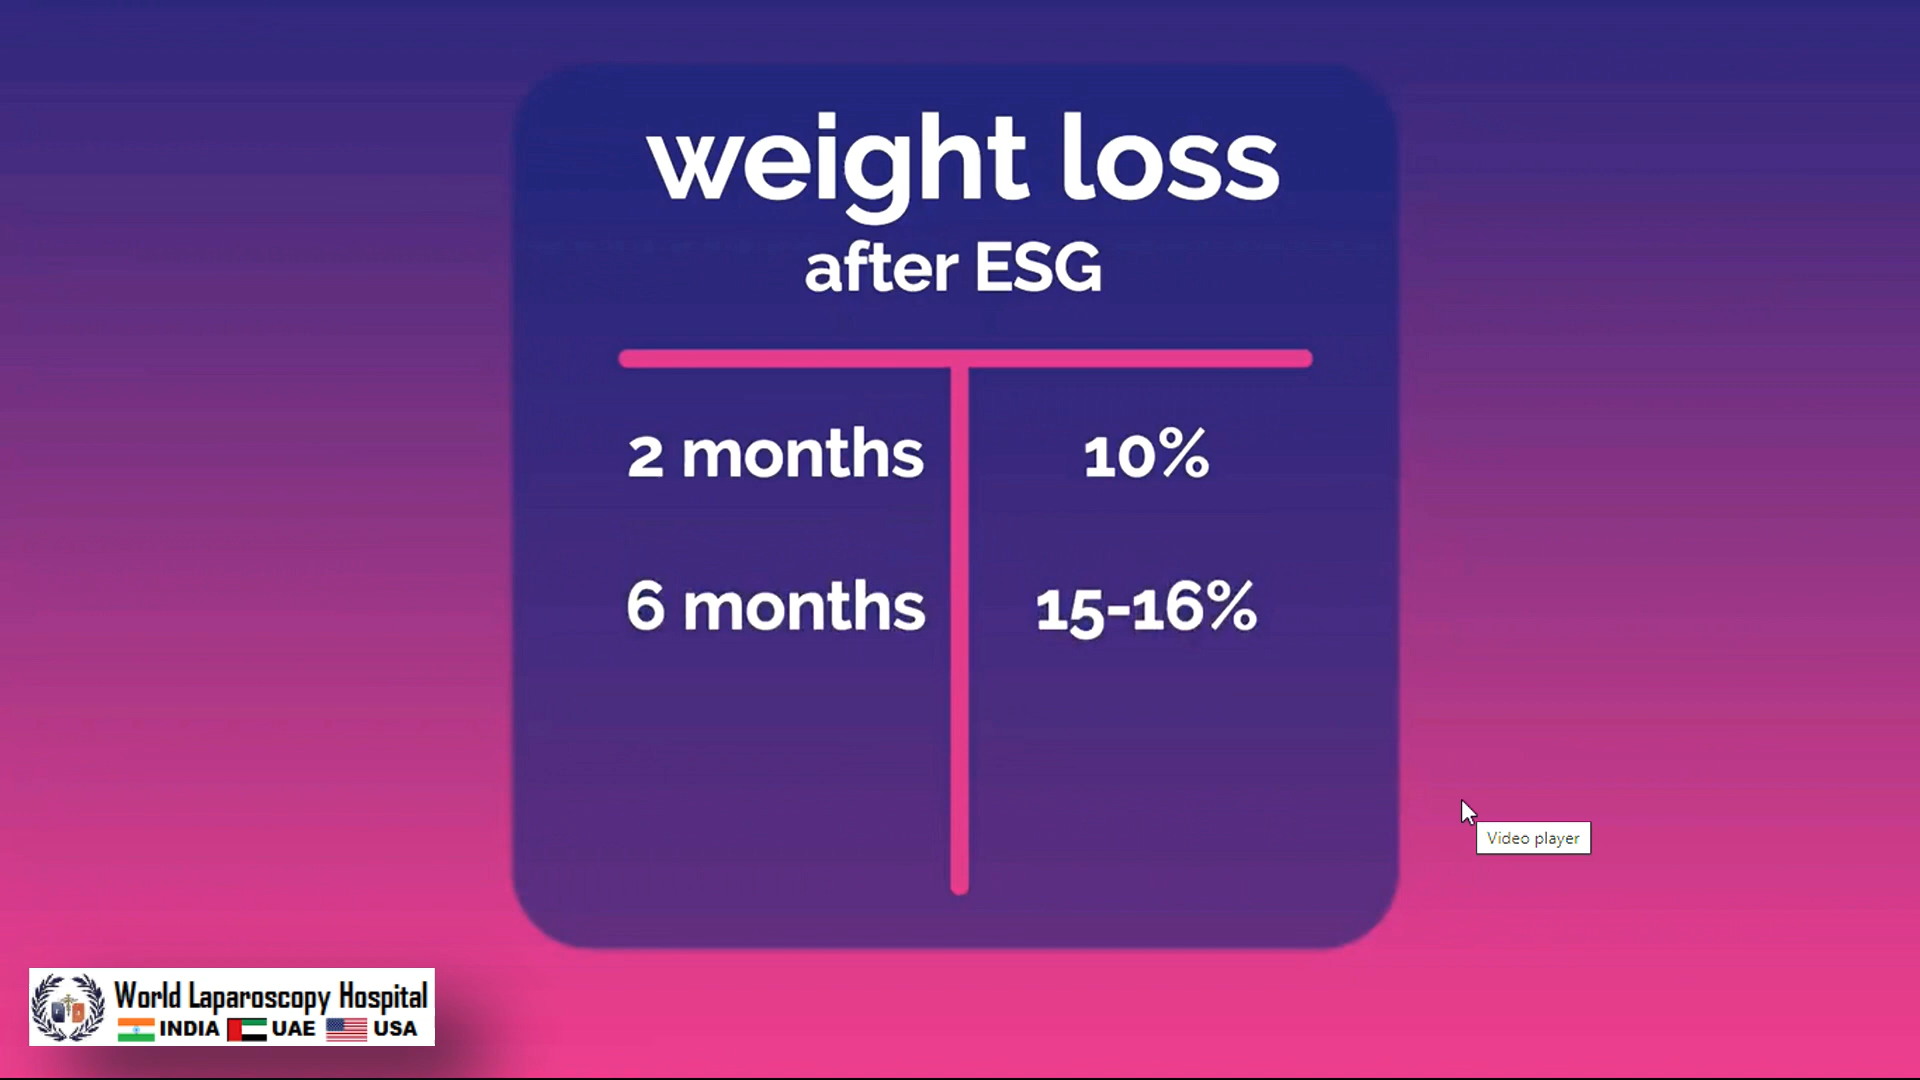 weight loss
after ESG
2 months 10%
6 months 15-16%
Video player
World Laparoscopy Hospital
INDIA UAE USA